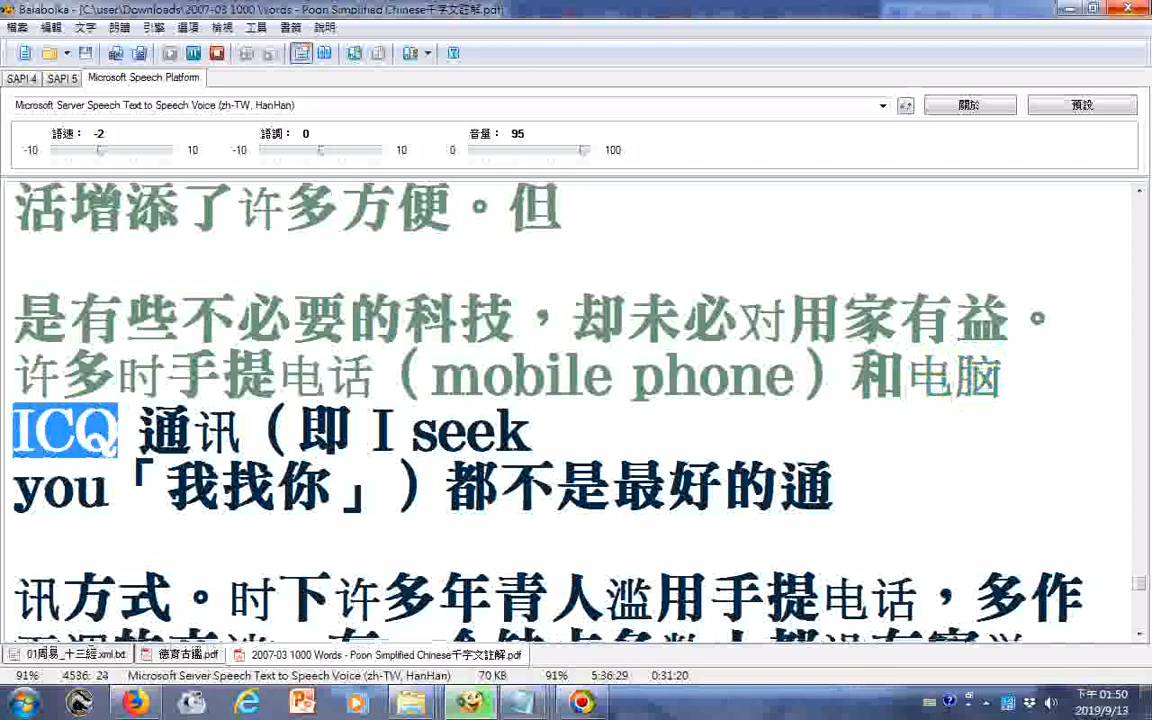 Balabolka - [C:\user\Downloads\2007-03 1000 Words - Poon Simplified Chinese千字文註解.pdf]
檔案 編輯 文字 朗讀 引擎 選項 檢視 工具 書籤 說明
SAPI 4 SAPI 5 Microsoft Speech Platform
Microsoft Server Speech Text to Speech Voice (zh-TW, HanHan) 關於 預設
語速： -2 語調： 0 音量： 95
-10 10 -10 10 0 100
活增添了许多方便。但
是有些不必要的科技，却未必对用家有益。
许多时手提电话（mobile phone）和电脑
ICQ 通讯（即 I seek
you「我找你」）都不是最好的通
讯方式。时下许多年青人滥用手提电话，多作
01周易_十三經.xml.txt 德育古鑑.pdf 2007-03 1000 Words - Poon Simplified Chinese千字文註解.pdf
91% 4536: 24 Microsoft Server Speech Text to Speech Voice (zh-TW, HanHan) 70 KB 91% 5:36:29 0:31:20
下午 01:50
2019/9/13